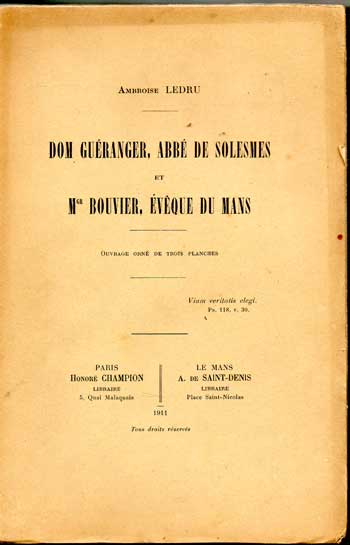 Ambroise LEDRU
DOM GUÉRANGER, ABBÉ DE SOLESMES
ET
Mgr BOUVIER, ÉVÊQUE DU MANS
Ouvrage orné de trois planches
Viam veritatis elegi.
Ps. 118, v. 30.
PARIS
Honoré CHAMPION
LIBRAIRE
5, Quai Malaquais
LE MANS
A. de SAINT-DENIS
LIBRAIRE
Place Saint-Nicolas
1911
Tous droits réservés